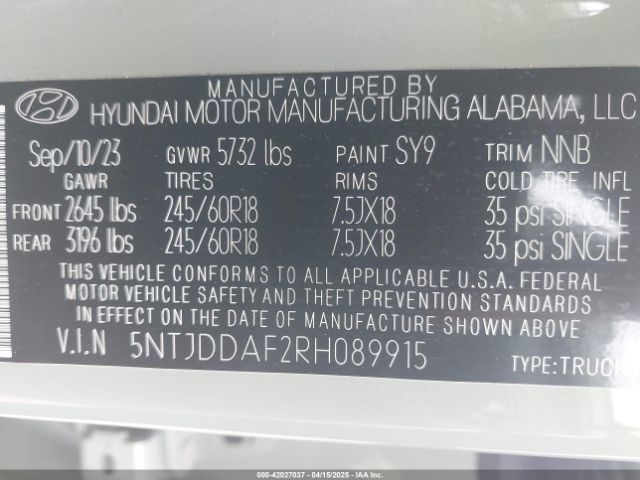 MANUFACTURED BY
HYUNDAI MOTOR MANUFACTURING ALABAMA, LLC
Sep/10/23 GVWR 5732 lbs PAINT SY9 TRIM NNB
GAWR TIRES RIMS COLD TIRE INFL
FRONT 2645 lbs 245/60R18 7.5JX18 35 psi SINGLE
REAR 3196 lbs 245/60R18 7.5JX18 35 psi SINGLE
THIS VEHICLE CONFORMS TO ALL APPLICABLE U.S.A. FEDERAL
MOTOR VEHICLE SAFETY AND THEFT PREVENTION STANDARDS
IN EFFECT ON THE DATE OF MANUFACTURE SHOWN ABOVE
V.I.N 5NTJDDAF2RH089915 TYPE:TRUCK
000-42027037 - 04/15/2025 - IAAI.COM